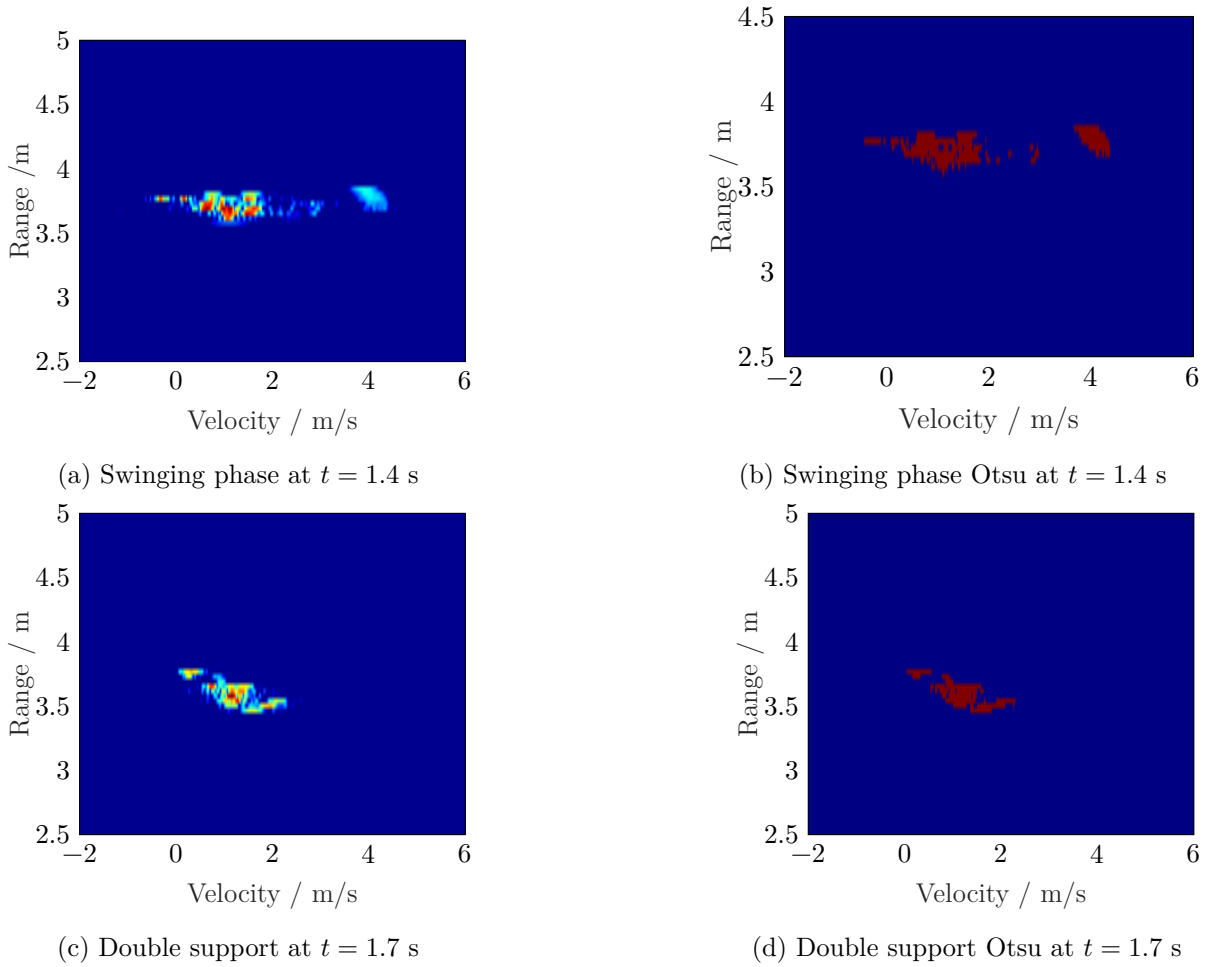 5
4.5
4
3.5
3
2.5
−2 0 2 4 6
Range /m
Velocity / m/s
(a) Swinging phase at t = 1.4 s
4.5
4
3.5
3
2.5
−2 0 2 4 6
Range / m
Velocity / m/s
(b) Swinging phase Otsu at t = 1.4 s
5
4.5
4
3.5
3
2.5
−2 0 2 4 6
Range / m
Velocity / m/s
(c) Double support at t = 1.7 s
5
4.5
4
3.5
3
2.5
−2 0 2 4 6
Range / m
Velocity / m/s
(d) Double support Otsu at t = 1.7 s